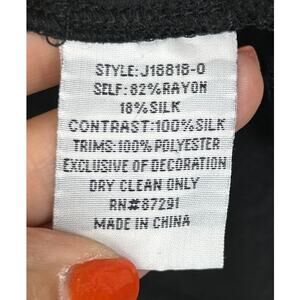 STYLE:J18818-O
SELF:82%RAYON
18%SILK
CONTRAST:100%SILK
TRIMS:100%POLYESTER
EXCLUSIVE OF DECORATION
DRY CLEAN ONLY
RN#87291
MADE IN CHINA